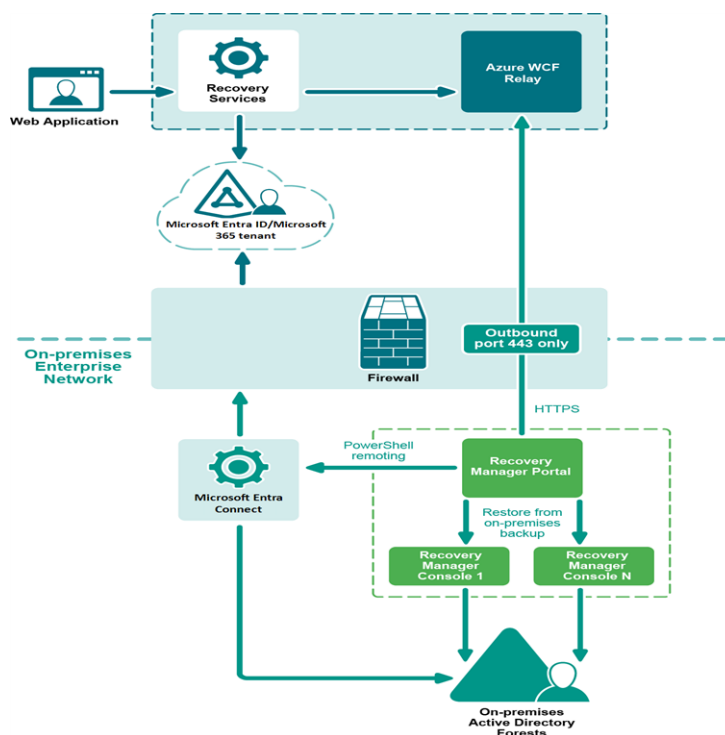 Recovery
Services
Azure WCF
Relay
Web Application
Microsoft Entra ID/Microsoft
365 tenant
On-premises
Enterprise
Network
Firewall
Outbound
port 443 only
HTTPS
PowerShell
remoting
Recovery
Manager Portal
Microsoft Entra
Connect
Restore from
on-premises
backup
Recovery
Manager
Console 1
Recovery
Manager
Console N
On-premises
Active Directory
Forests